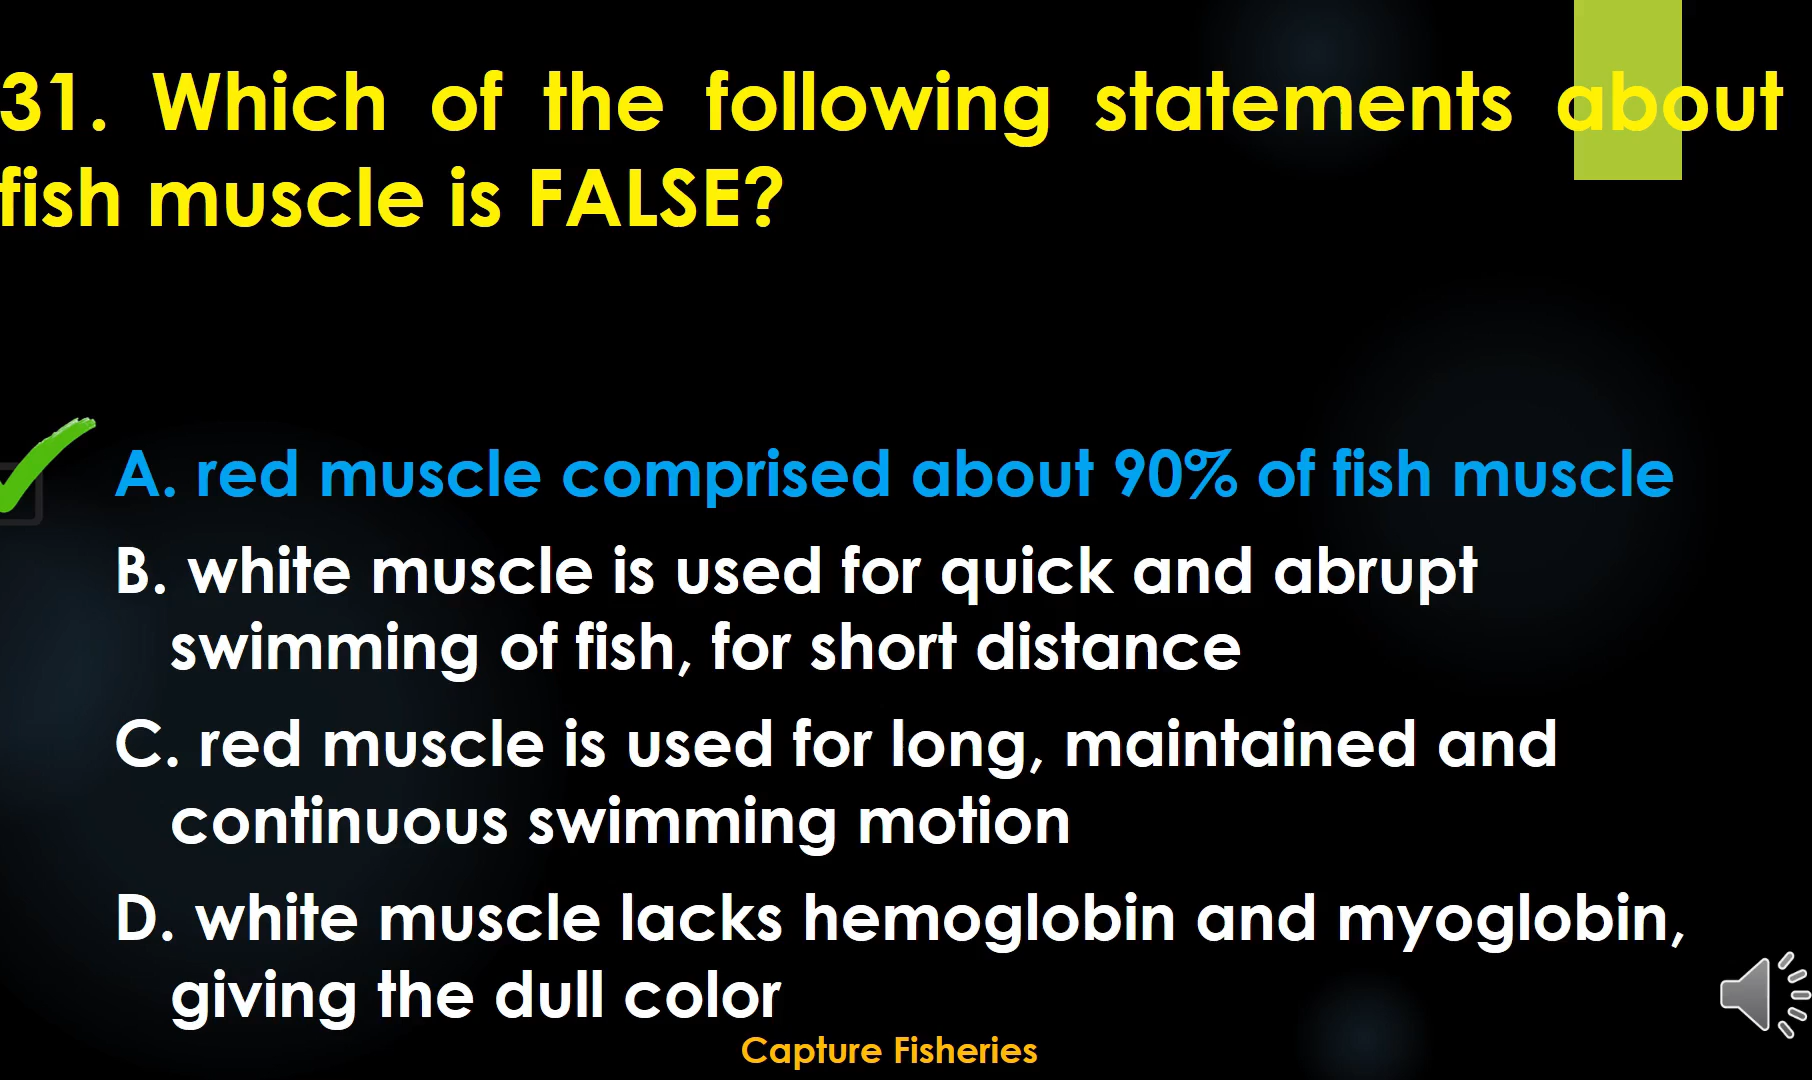 31. Which of the following statements about
fish muscle is FALSE?
A. red muscle comprised about 90% of fish muscle
B. white muscle is used for quick and abrupt
swimming of fish, for short distance
C. red muscle is used for long, maintained and
continuous swimming motion
D. white muscle lacks hemoglobin and myoglobin,
giving the dull color
Capture Fisheries